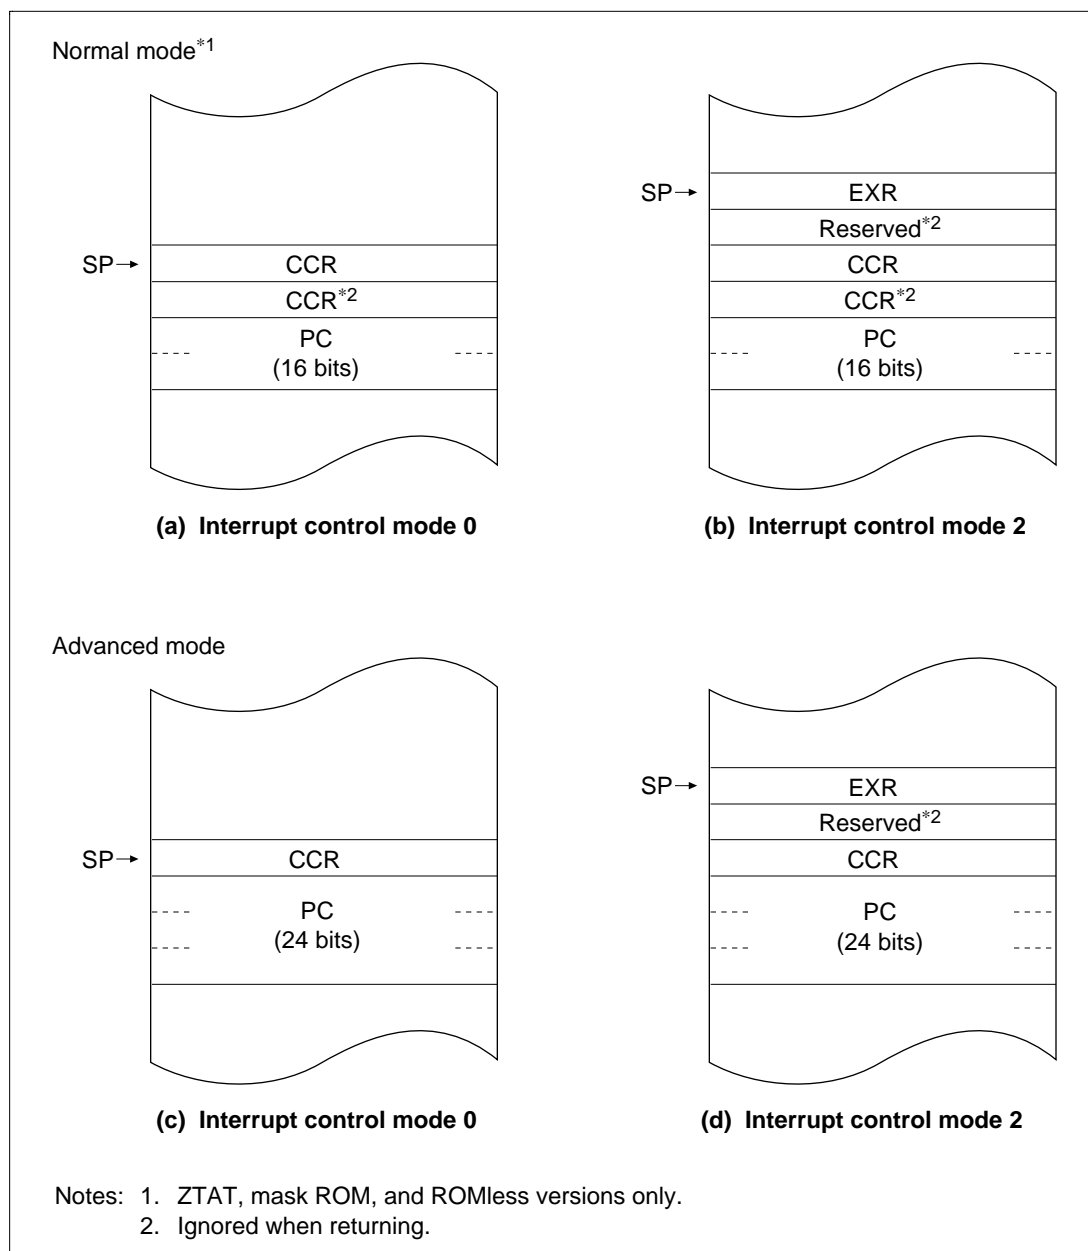 Normal mode*1
SP→ EXR
Reserved*2
SP→ CCR
CCR
CCR*2
CCR*2
PC
(16 bits)
PC
(16 bits)
(a) Interrupt control mode 0
(b) Interrupt control mode 2
Advanced mode
SP→ EXR
Reserved*2
SP→ CCR
CCR
PC
(24 bits)
PC
(24 bits)
(c) Interrupt control mode 0
(d) Interrupt control mode 2
Notes: 1. ZTAT, mask ROM, and ROMless versions only.
2. Ignored when returning.